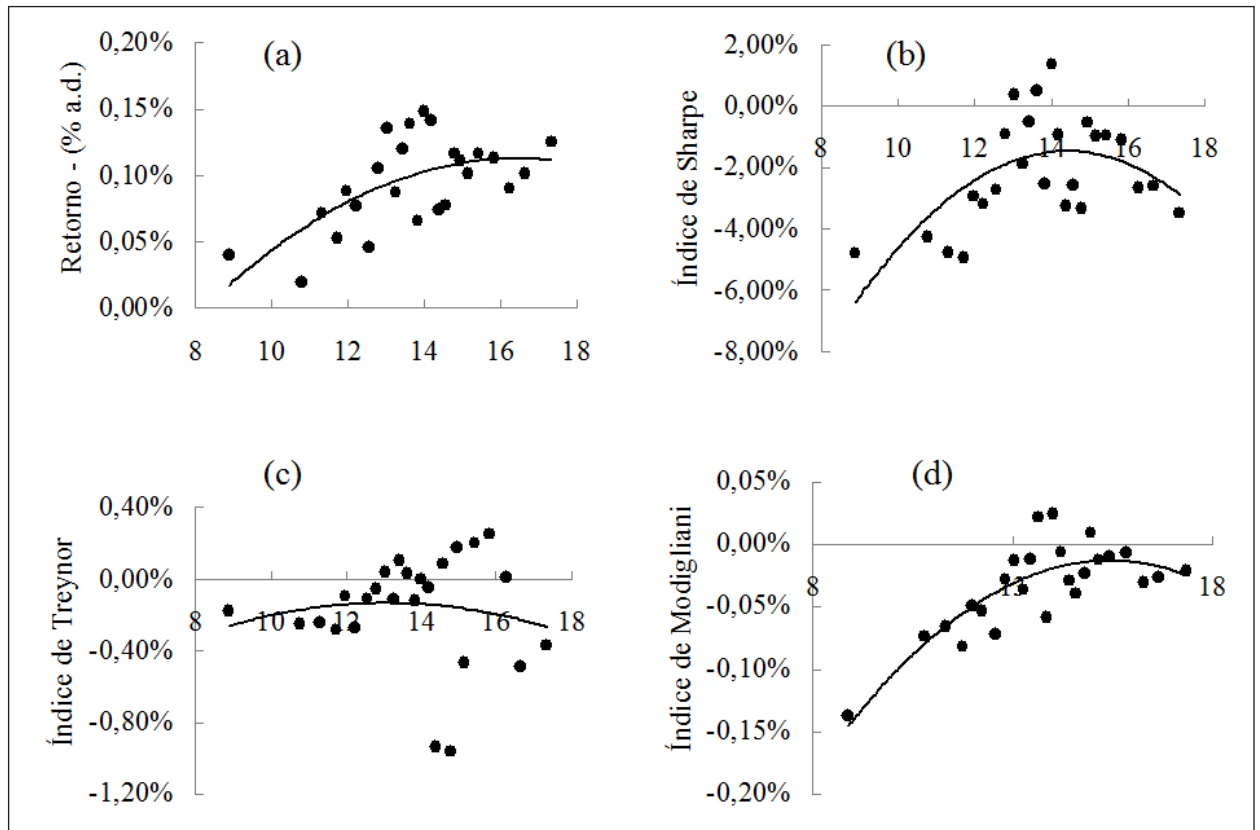 (a)
Retorno - (% a.d.)
0,20%
0,15%
0,10%
0,05%
0,00%
8 10 12 14 16 18
(b)
Índice de Sharpe
2,00%
0,00%
8 10 12 14 16 18
-2,00%
-4,00%
-6,00%
-8,00%
(c)
Índice de Treynor
0,40%
0,00%
8 10 12 14 16 18
-0,40%
-0,80%
-1,20%
(d)
Índice de Modigliani
0,05%
0,00%
8 13 18
-0,05%
-0,10%
-0,15%
-0,20%